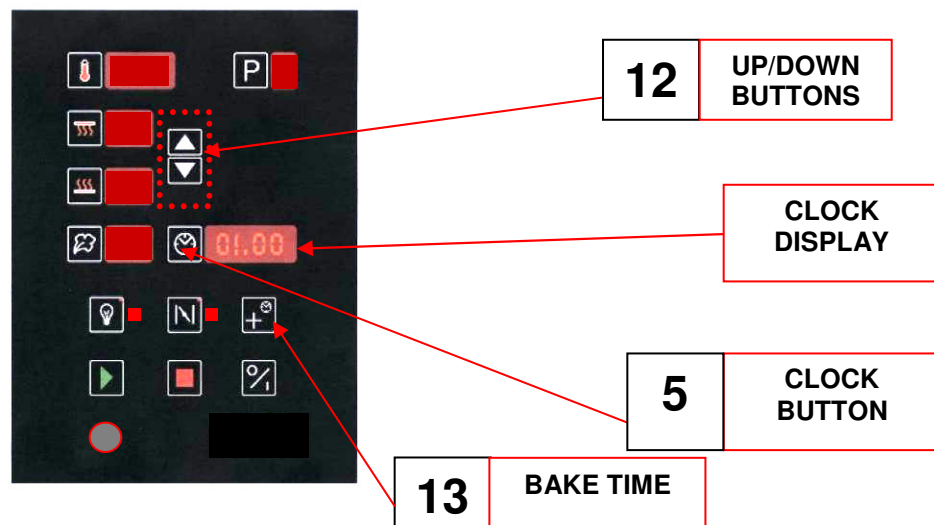 P
12
UP/DOWN
BUTTONS
CLOCK
DISPLAY
01.00
5
CLOCK
BUTTON
13
BAKE TIME